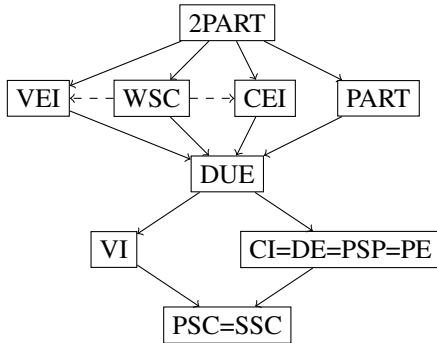 2PART
VEI WSC CEI PART
DUE
VI CI=DE=PSP=PE
PSC=SSC